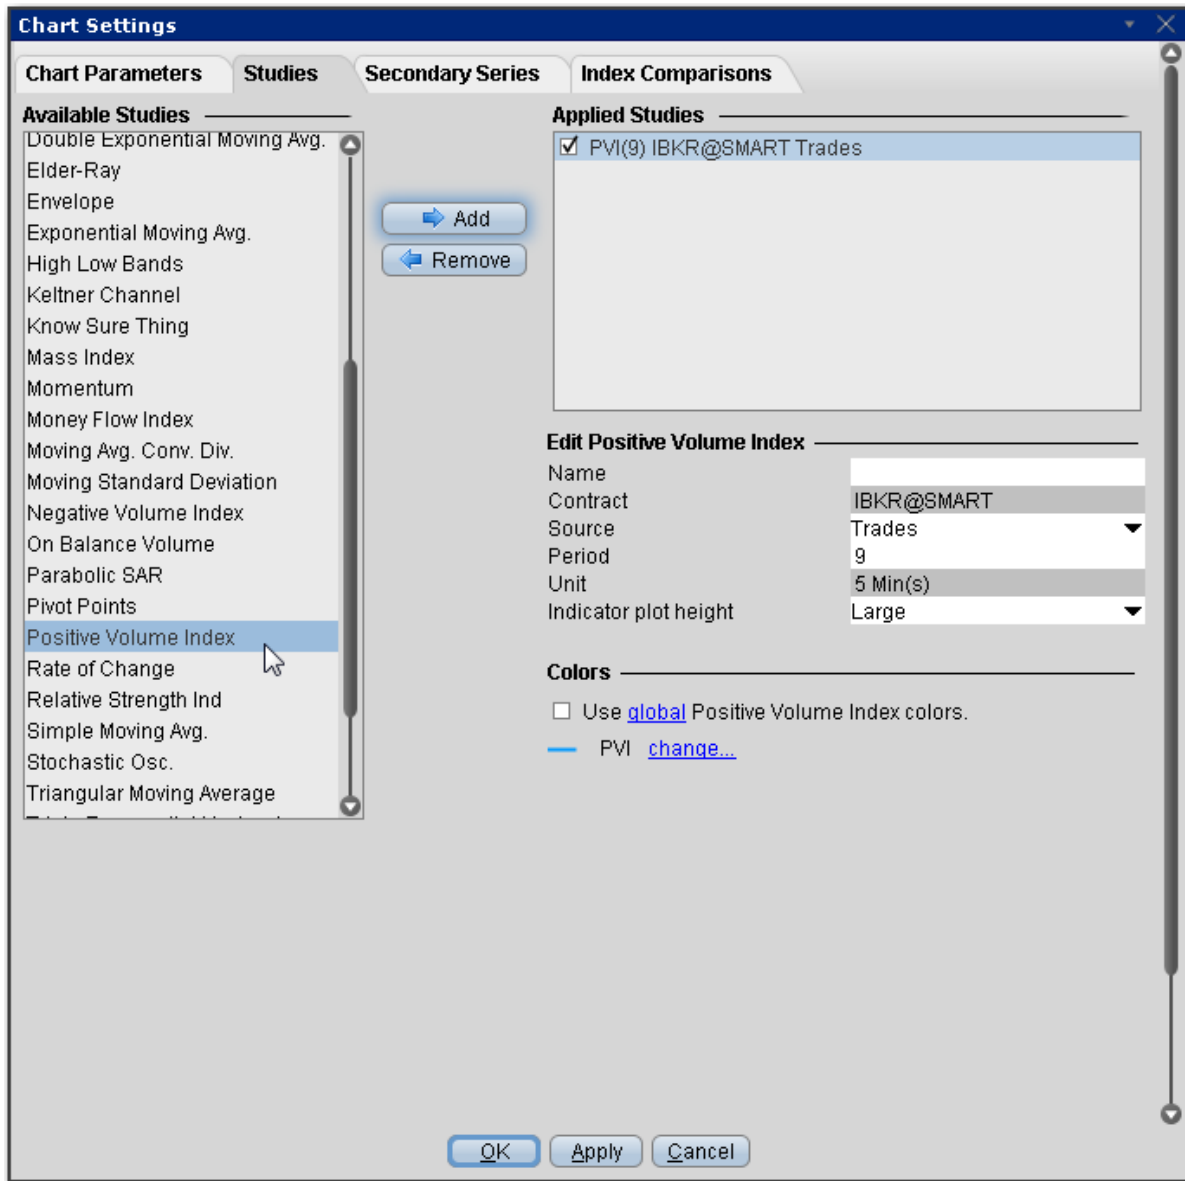 Chart Settings
Chart Parameters Studies Secondary Series Index Comparisons
Available Studies
Double Exponential Moving Avg.
Elder-Ray
Envelope
Exponential Moving Avg.
High Low Bands
Keltner Channel
Know Sure Thing
Mass Index
Momentum
Money Flow Index
Moving Avg. Conv. Div.
Moving Standard Deviation
Negative Volume Index
On Balance Volume
Parabolic SAR
Pivot Points
Positive Volume Index
Rate of Change
Relative Strength Ind
Simple Moving Avg.
Stochastic Osc.
Triangular Moving Average
Add
Remove
Applied Studies
PVI(9) IBKR@SMART Trades
Edit Positive Volume Index
Name
Contract IBKR@SMART
Source Trades
Period 9
Unit 5 Min(s)
Indicator plot height Large
Colors
Use global Positive Volume Index colors.
PVI change...
OK Apply Cancel